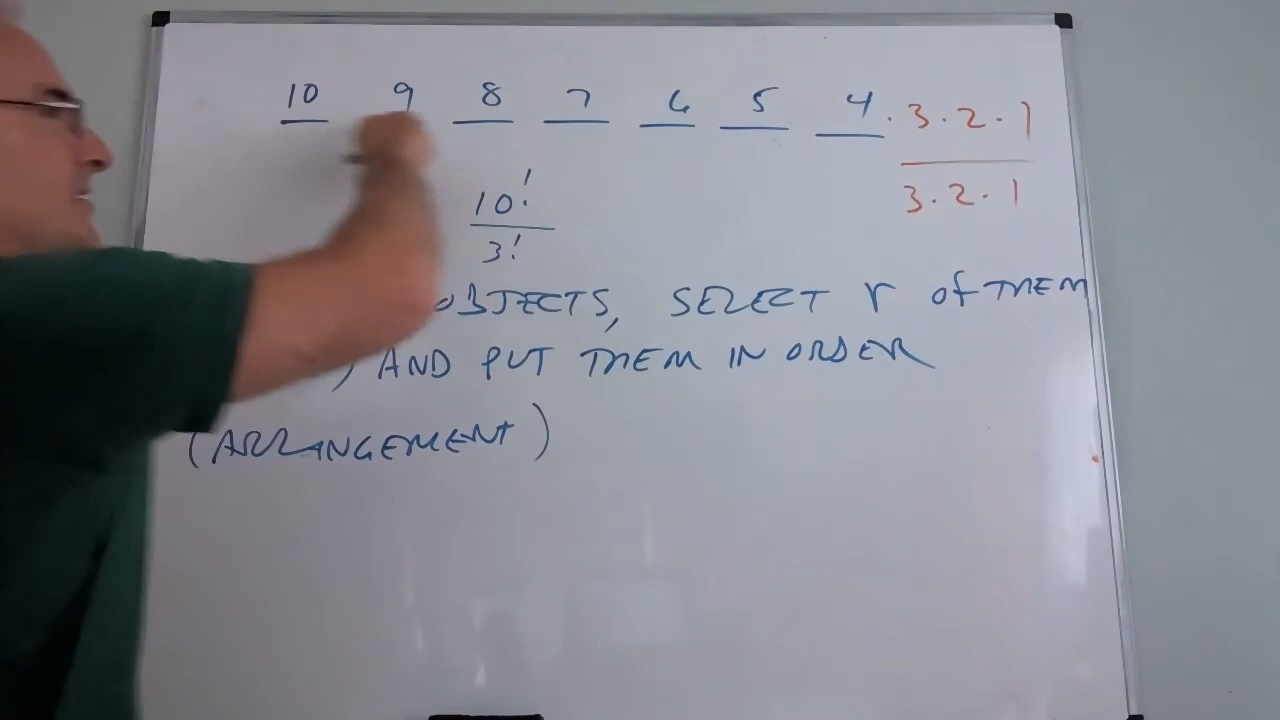 10 9 8 7 6 5 4 . 3 . 2 . 1
3 . 2 . 1
10!
3!
OBJECTS, SELECT r of THEM
) AND PUT THEM IN ORDER
(ARRANGEMENT)